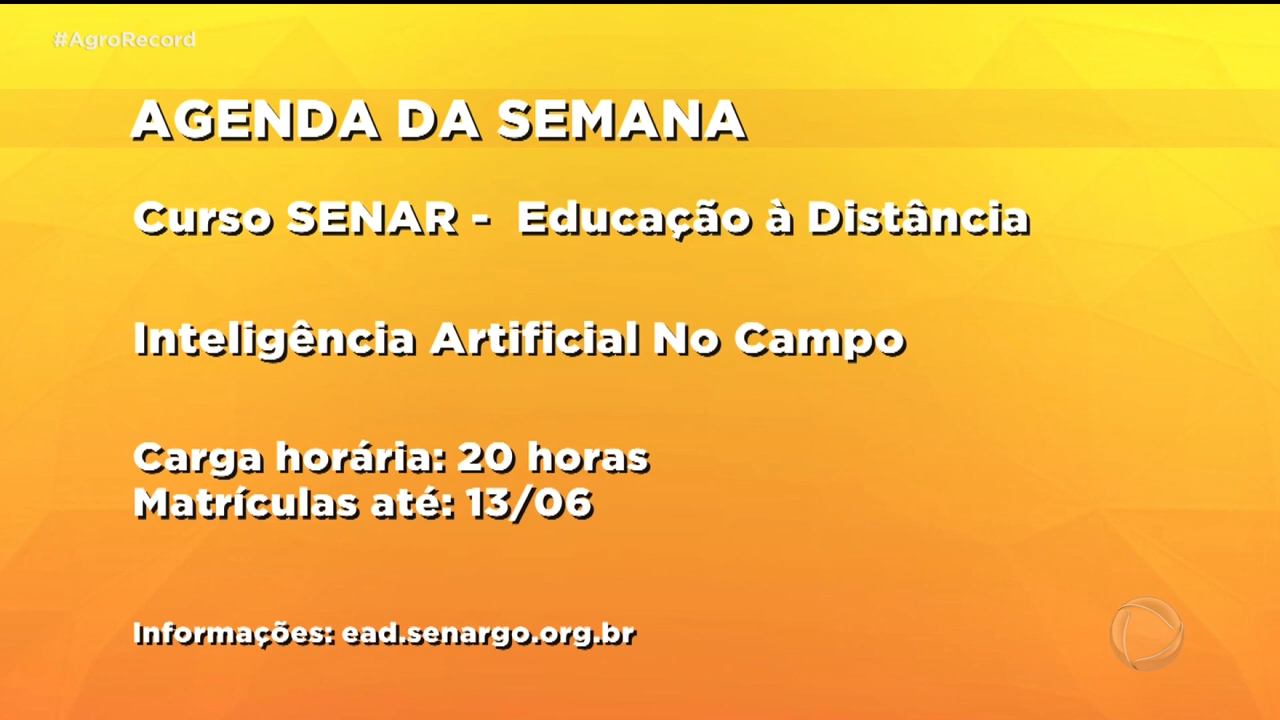 #AgroRecord
AGENDA DA SEMANA
Curso SENAR - Educação à Distância
Inteligência Artificial No Campo
Carga horária: 20 horas
Matrículas até: 13/06
Informações: ead.senargo.org.br